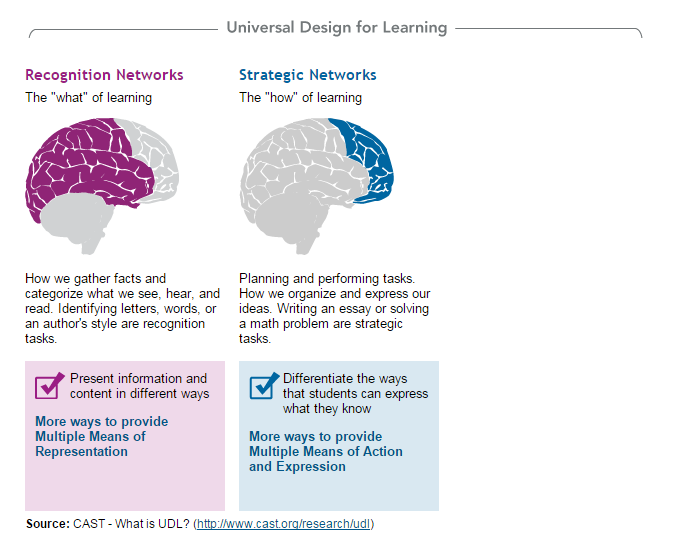 Universal Design for Learning
Recognition Networks
The "what" of learning
How we gather facts and
categorize what we see, hear, and
read. Identifying letters, words, or
an author's style are recognition
tasks.
Present information and
content in different ways
More ways to provide
Multiple Means of
Representation
Strategic Networks
The "how" of learning
Planning and performing tasks.
How we organize and express our
ideas. Writing an essay or solving
a math problem are strategic
tasks.
Differentiate the ways
that students can express
what they know
More ways to provide
Multiple Means of Action
and Expression
Source: CAST - What is UDL? (http://www.cast.org/research/udl)